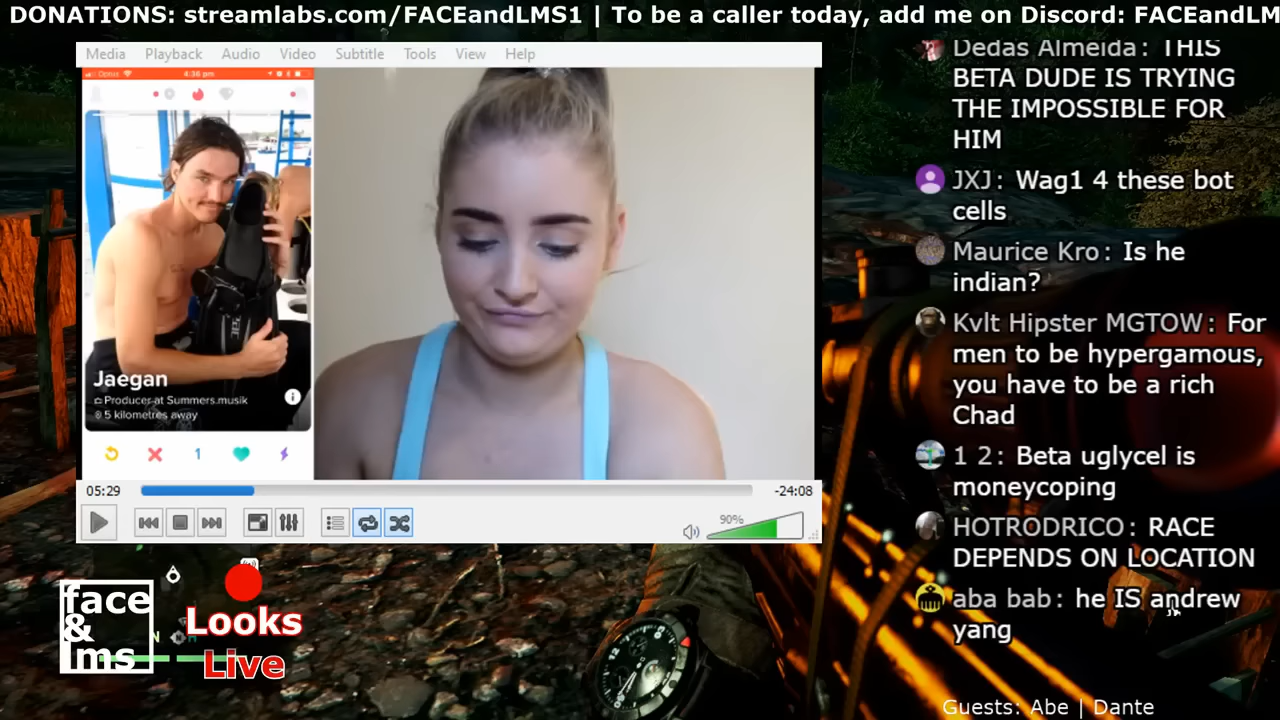 DONATIONS: streamlabs.com/FACEandLMS1 | To be a caller today, add me on Discord: FACEandLM
Media Playback Audio Video Subtitle Tools View Help
4:36 pm
Jaegan
Producer at Summers.musik
5 kilometres away
1
05:29
-24:08
90%
face
&
lms
Looks
Live
Dedas Almeida: THIS
BETA DUDE IS TRYING
THE IMPOSSIBLE FOR
HIM
JXJ: Wag1 4 these bot
cells
Maurice Kro: Is he
indian?
Kvlt Hipster MGTOW: For
men to be hypergamous,
you have to be a rich
Chad
1 2: Beta uglycel is
moneycoping
HOTRODRICO: RACE
DEPENDS ON LOCATION
aba bab: he IS andrew
yang
Guests: Abe | Dante